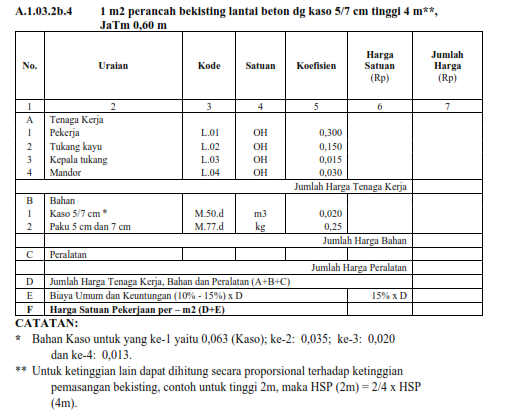 A.1.03.2b.4 1 m2 perancah bekisting lantai beton dg kaso 5/7 cm tinggi 4 m**,
JaTm 0,60 m
No. Uraian Kode Satuan Koefisien Harga Satuan (Rp) Jumlah Harga (Rp)
1 2 3 4 5 6 7
A Tenaga Kerja
1 Pekerja L.01 OH 0,300
2 Tukang kayu L.02 OH 0,150
3 Kepala tukang L.03 OH 0,015
4 Mandor L.04 OH 0,030
Jumlah Harga Tenaga Kerja
B Bahan
1 Kaso 5/7 cm * M.50.d m3 0,020
2 Paku 5 cm dan 7 cm M.77.d kg 0,25
Jumlah Harga Bahan
C Peralatan
Jumlah Harga Peralatan
D Jumlah Harga Tenaga Kerja, Bahan dan Peralatan (A+B+C)
E Biaya Umum dan Keuntungan (10% - 15%) x D 15% x D
F Harga Satuan Pekerjaan per – m2 (D+E)
CATATAN:
* Bahan Kaso untuk yang ke-1 yaitu 0,063 (Kaso); ke-2: 0,035; ke-3: 0,020
dan ke-4: 0,013.
** Untuk ketinggian lain dapat dihitung secara proporsional terhadap ketinggian
pemasangan bekisting, contoh untuk tinggi 2m, maka HSP (2m) = 2/4 x HSP
(4m).